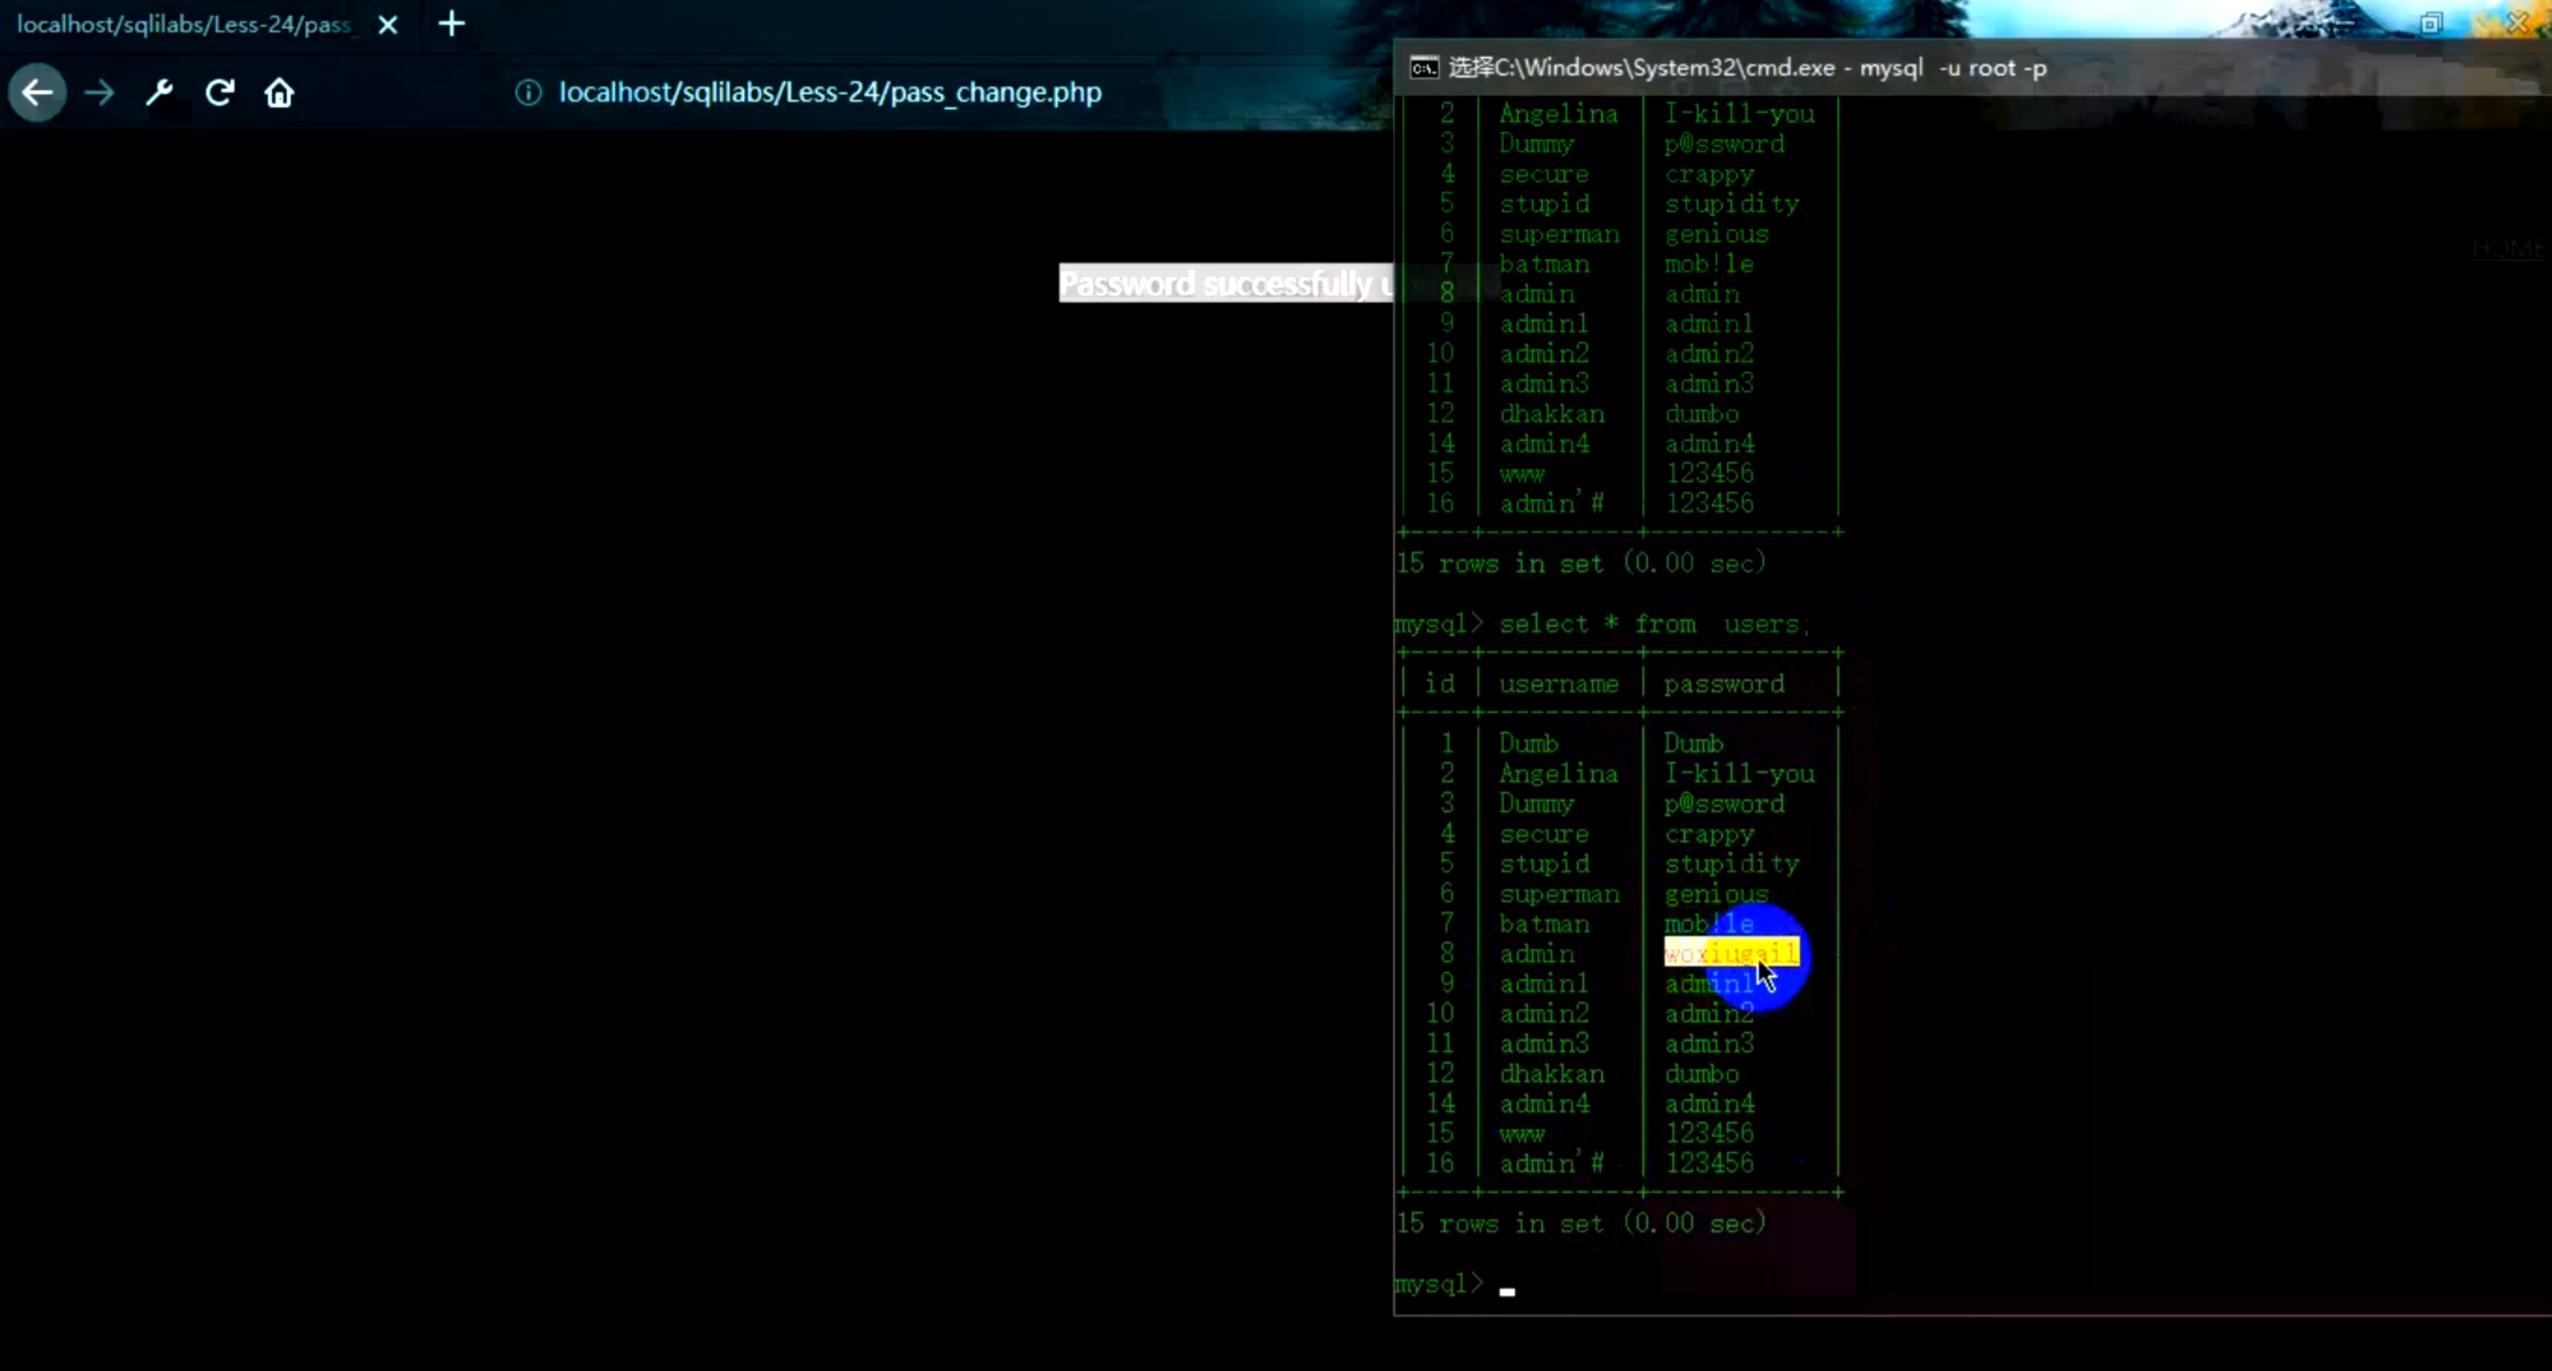 localhost/sqlilabs/Less-24/pass_
localhost/sqlilabs/Less-24/pass_change.php
选择C:\Windows\System32\cmd.exe - mysql -u root -p
HOME
Password successfully u
2 | Angelina | I-kill-you
3 | Dummy | p@ssword
4 | secure | crappy
5 | stupid | stupidity
6 | superman | genious
7 | batman | mob!le
8 | admin | admin
9 | admin1 | admin1
10 | admin2 | admin2
11 | admin3 | admin3
12 | dhakkan | dumbo
14 | admin4 | admin4
15 | www | 123456
16 | admin'# | 123456
15 rows in set (0.00 sec)
mysql> select * from  users;
| id | username | password |
1 | Dumb | Dumb
2 | Angelina | I-kill-you
3 | Dummy | p@ssword
4 | secure | crappy
5 | stupid | stupidity
6 | superman | genious
7 | batman | mob!le
8 | admin | woxiugail
9 | admin1 | admin1
10 | admin2 | admin2
11 | admin3 | admin3
12 | dhakkan | dumbo
14 | admin4 | admin4
15 | www | 123456
16 | admin'# | 123456
15 rows in set (0.00 sec)
mysql>